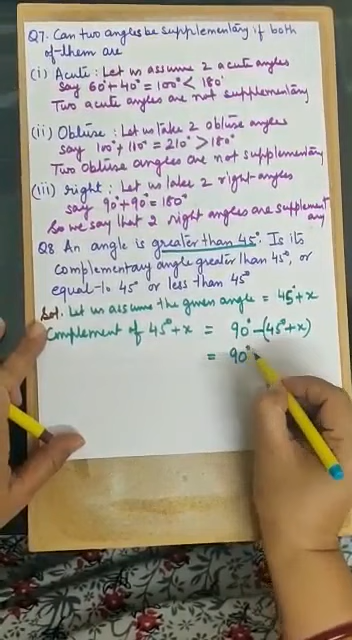 Q7. Can two angles be supplementary if both
of them are
(i) Acute : Let us assume 2 acute angles
say 60° + 40° = 100° < 180°
Two acute angles are not supplementary
(ii) Obtuse : Let us take 2 obtuse angles
say 100° + 110° = 210° > 180°
Two obtuse angles are not supplementary
(iii) right : Let us take 2 right-angles
say 90° + 90° = 180°
So we say that 2 right angles are supplement
ary
Q8 An angle is greater than 45°. Is its
complementary angle greater than 45°, or
equal to 45° or less than 45°
Sol. Let us assume the given angle = 45° + x
Complement of 45° + x = 90° - (45° + x)
= 90°